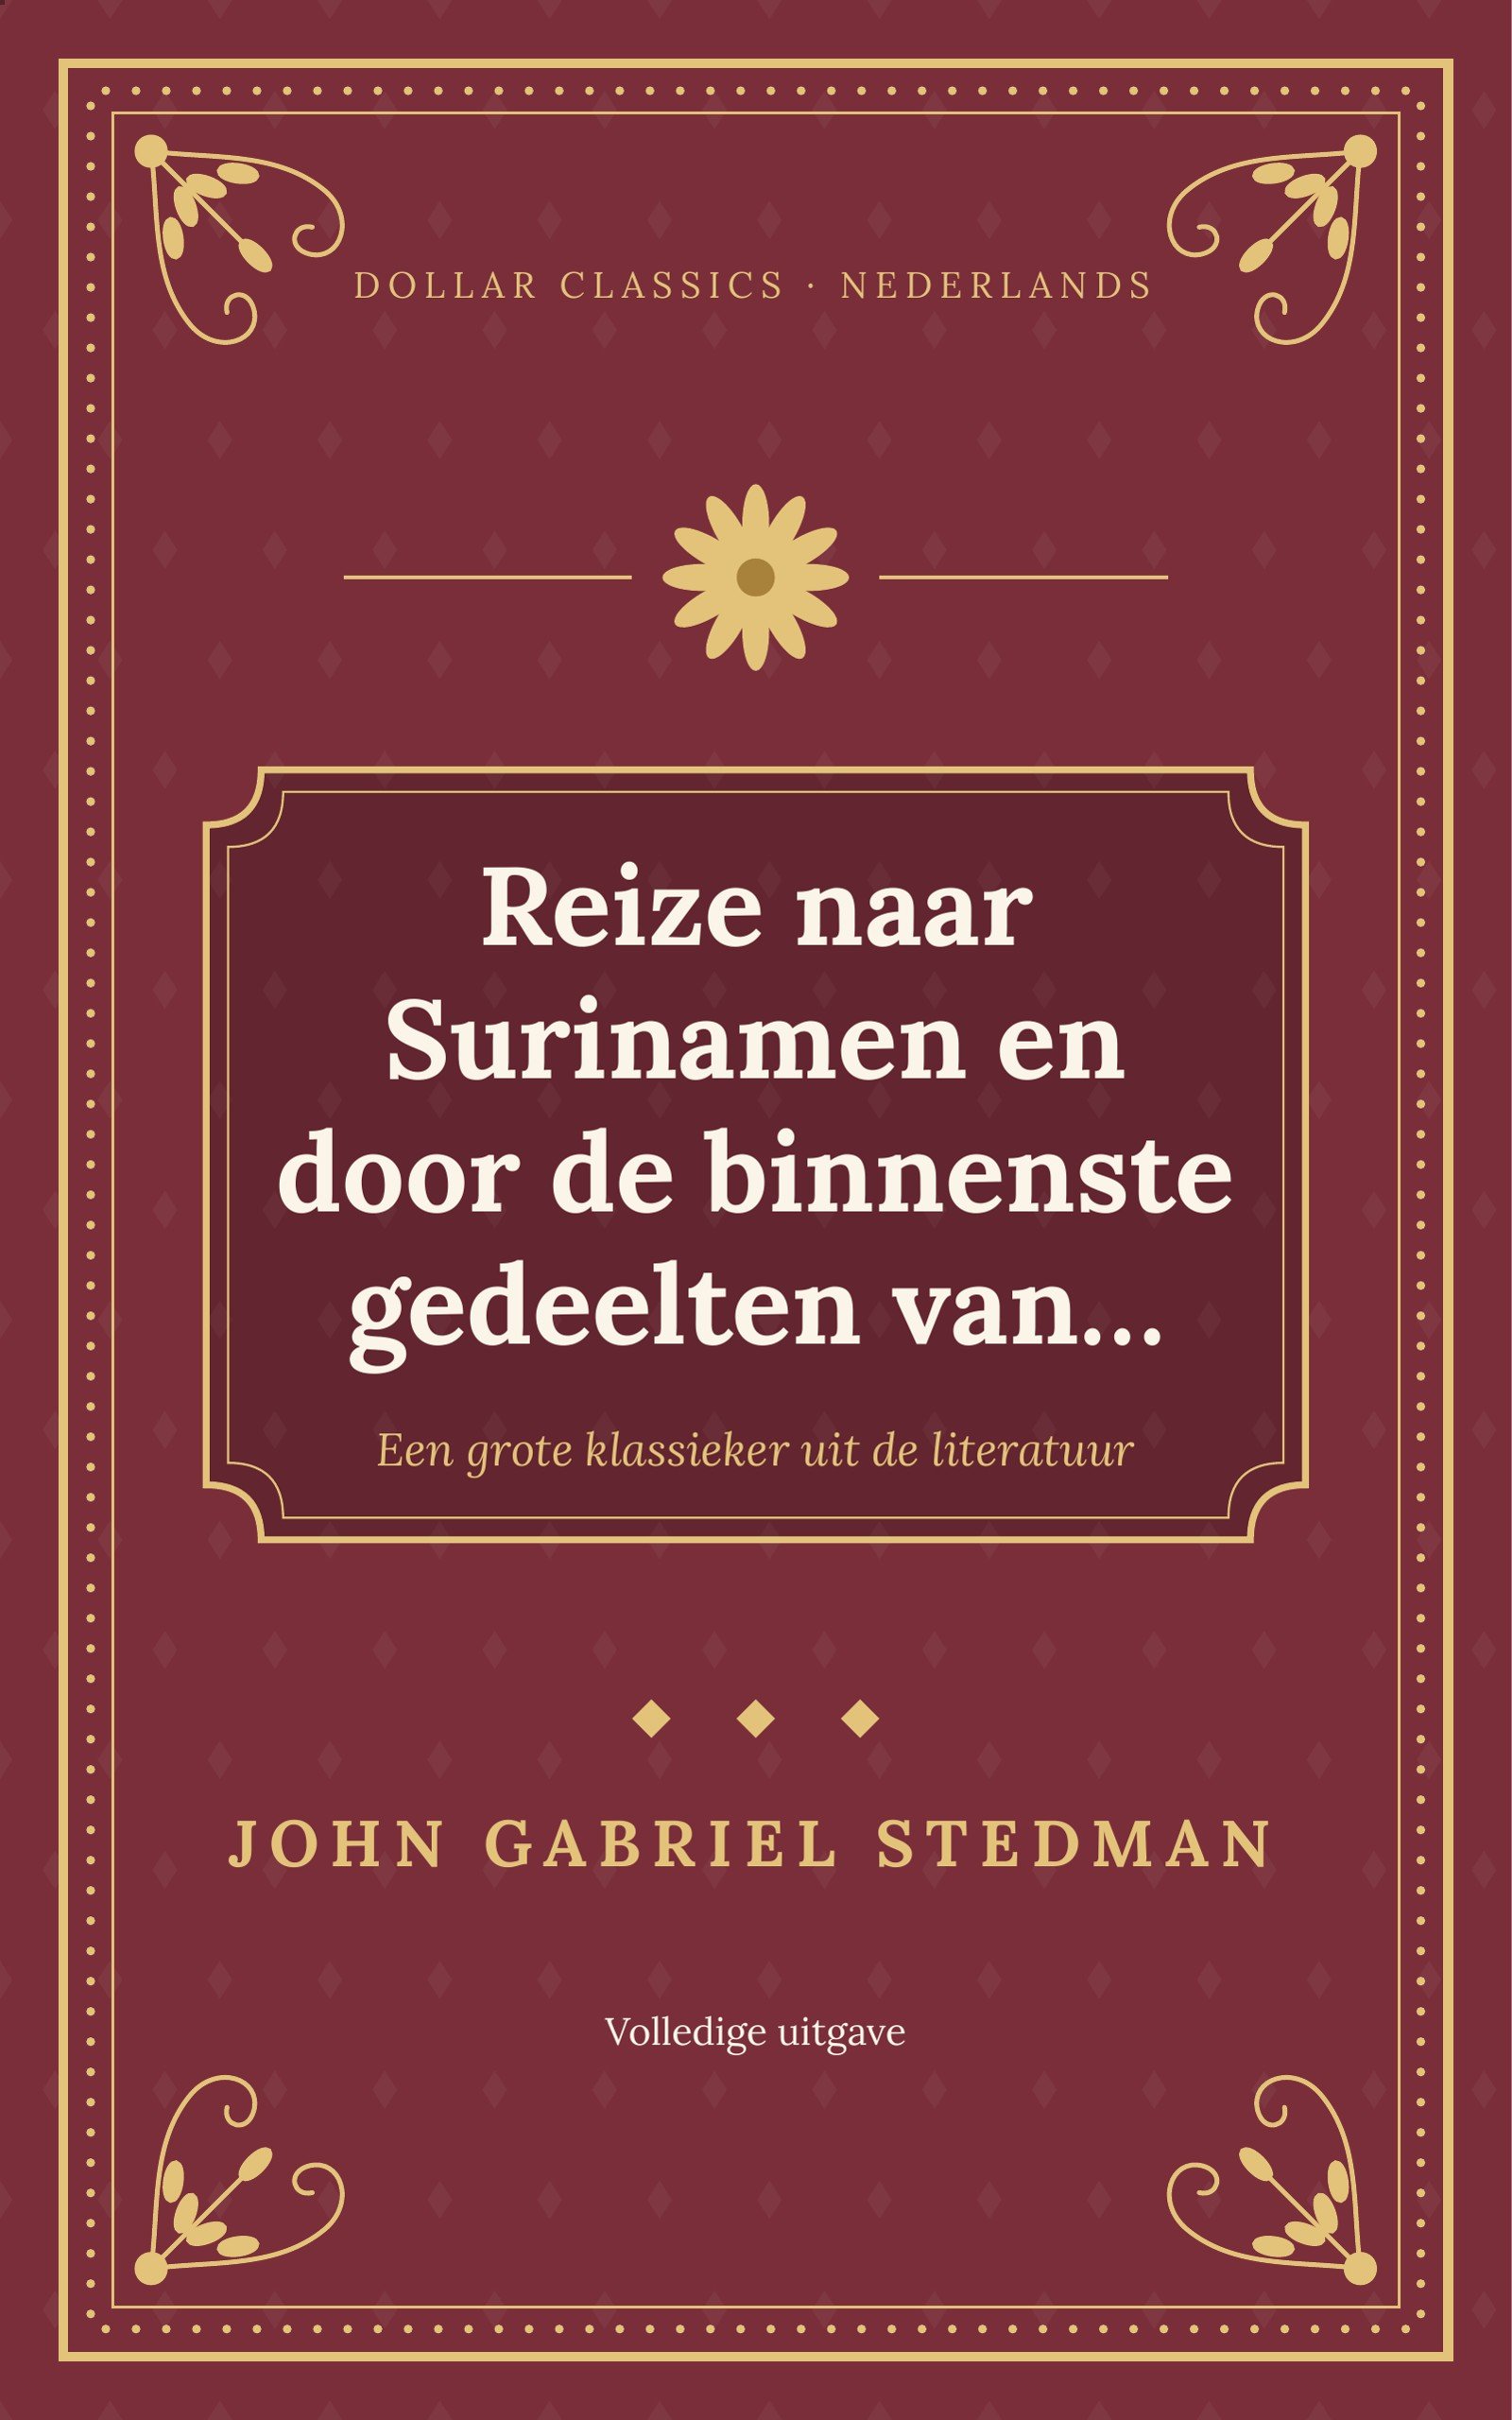 DOLLAR CLASSICS · NEDERLANDS
Reize naar
Surinamen en
door de binnenste
gedeelten van...
Een grote klassieker uit de literatuur
JOHN GABRIEL STEDMAN
Volledige uitgave